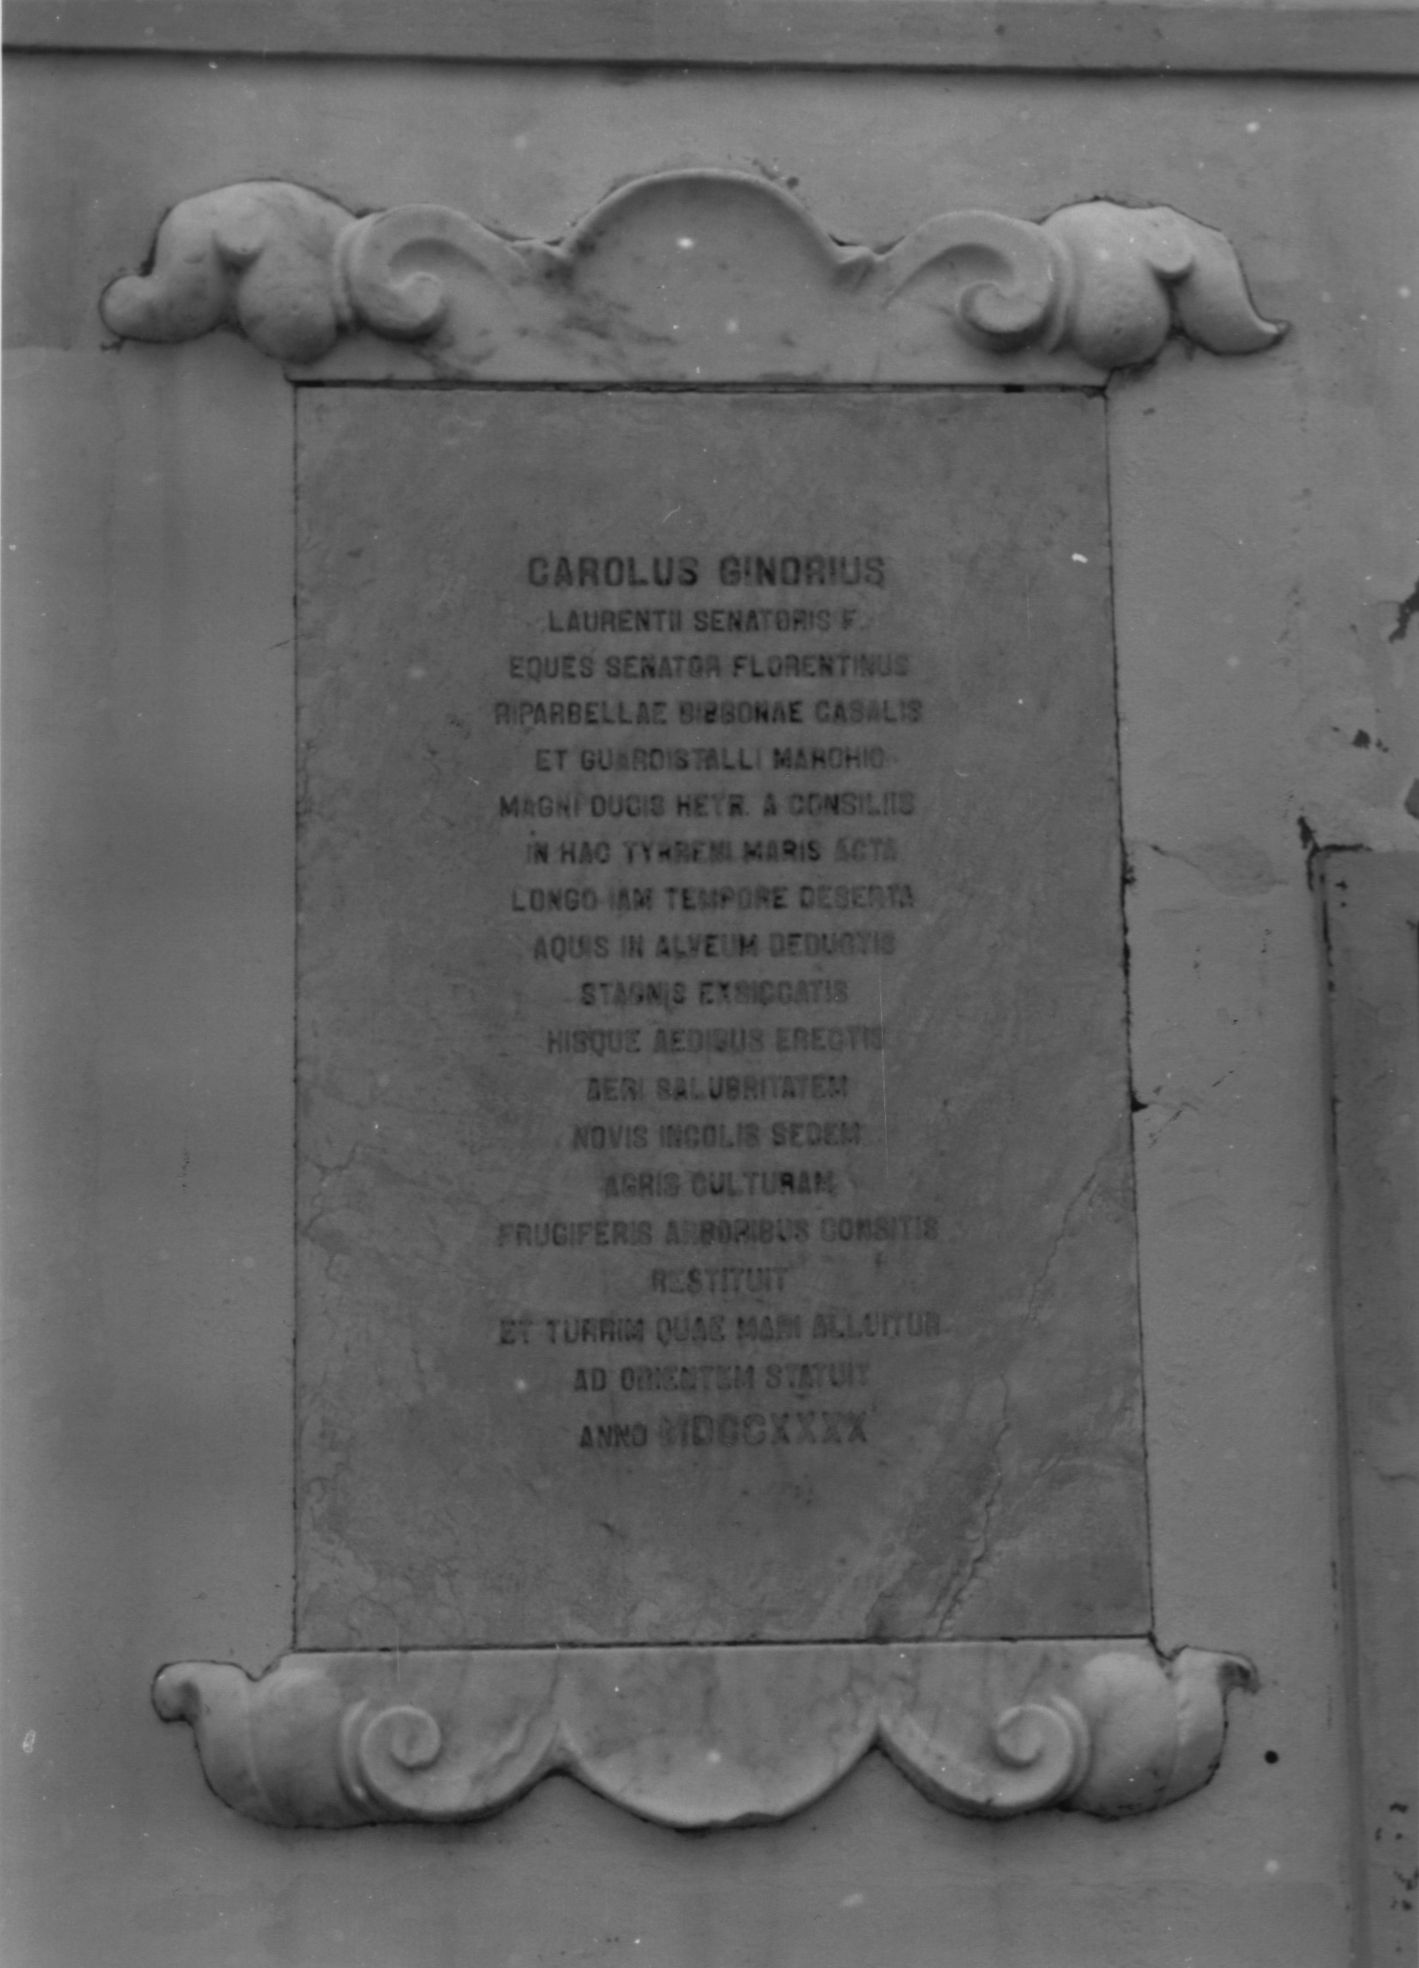 CAROLUS GINORIUS
LAURENTII SENATORIS F.
EQUES SENATOR FLORENTINUS
RIPARBELLAE BIBBONAE CASALIS
ET GUARDISTALLI MARCHIO
MAGNI DUCIS HETR. A CONSILIIS
IN HAC TYRRENI MARIS ACTA
LONGO IAM TEMPORE DESERTA
AQUIS IN ALVEUM DEDUCTIS
STAGNIS EXSICCATIS
HISQUE AEDIBUS ERECTIS
AERI SALUBRITATEM
NOVIS INCOLIS SEDEM
AGRIS CULTURAM
FRUGIFERIS ARBORIBUS CONSITIS
RESTITUIT
ET TURRIM QUAE MARI ALLUITUR
AD ORIENTEM STATUIT
ANNO MDCCXXXX